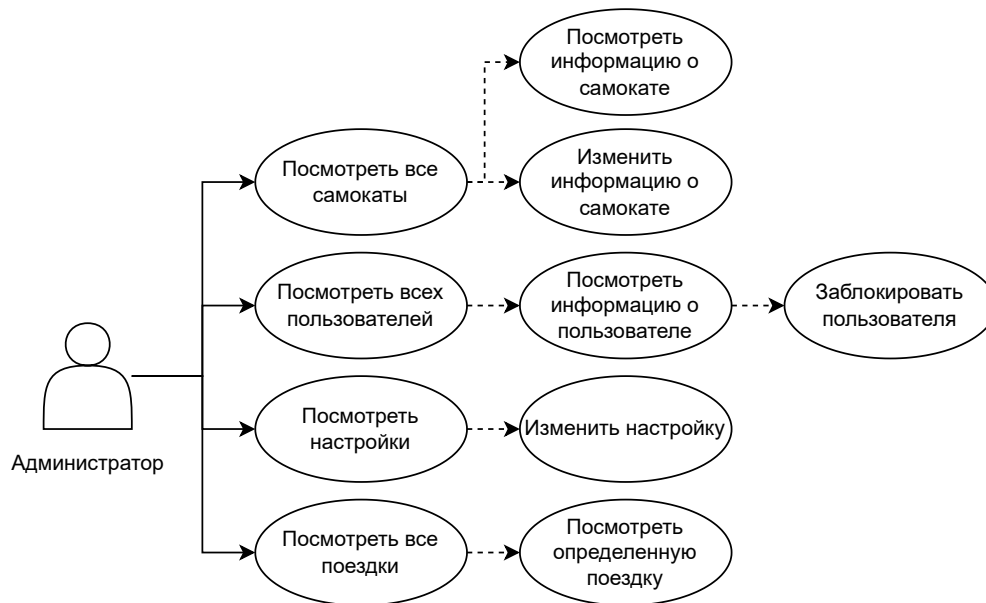 Посмотреть
информацию о
самокате
Посмотреть все
самокаты
Изменить
информацию о
самокате
Посмотреть всех
пользователей
Посмотреть
информацию о
пользователе
Заблокировать
пользователя
Администратор
Посмотреть
настройки
Изменить настройку
Посмотреть все
поездки
Посмотреть
определенную
поездку